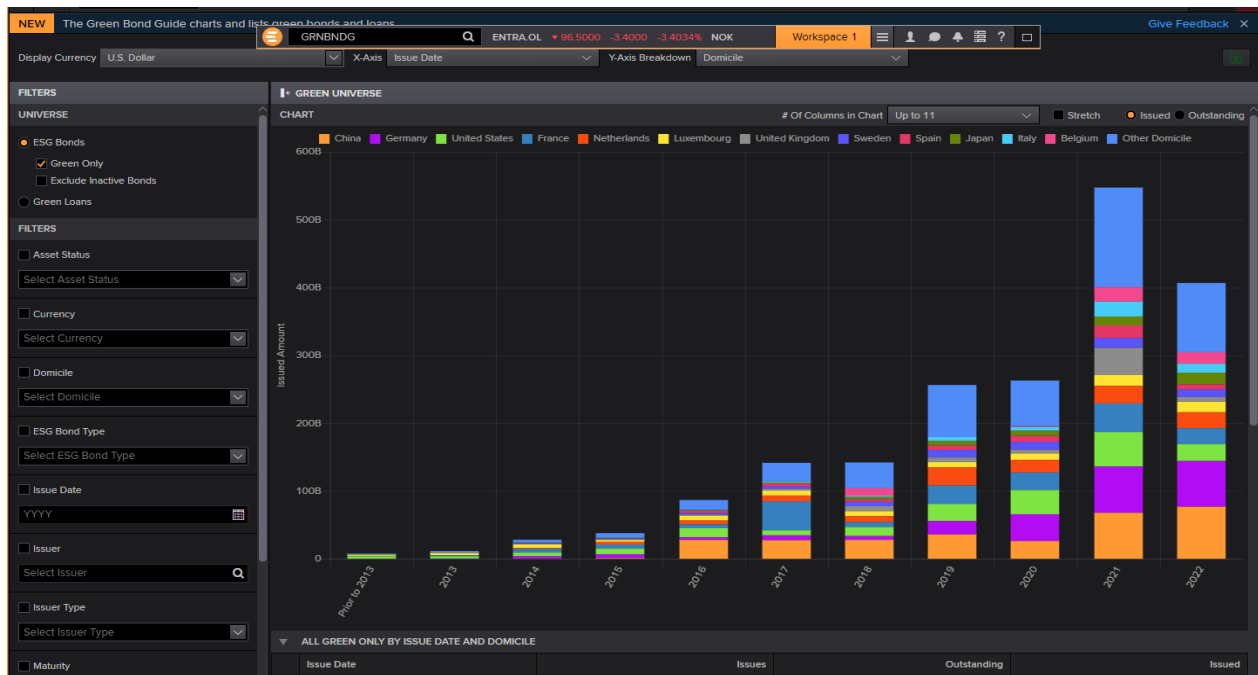 NEW The Green Bond Guide charts and lists green bonds and loans Give Feedback ×
GRNBNDG ENTRA.OL ▼ 96.5000 -3.4000 -3.4034% NOK Workspace 1 ?
Display Currency U.S. Dollar X-Axis Issue Date Y-Axis Breakdown Domicile
FILTERS
UNIVERSE
ESG Bonds
Green Only
Exclude Inactive Bonds
Green Loans
FILTERS
Asset Status
Select Asset Status
Currency
Select Currency
Domicile
Select Domicile
ESG Bond Type
Select ESG Bond Type
Issue Date
YYYY
Issuer
Select Issuer
Issuer Type
Select Issuer Type
Maturity
GREEN UNIVERSE
CHART # Of Columns in Chart Up to 11 Stretch Issued Outstanding
China Germany United States France Netherlands Luxembourg United Kingdom Sweden Spain Japan Italy Belgium Other Domicile
600B
500B
400B
300B
200B
100B
0
Issued Amount
Prior to 2013 2013 2014 2015 2016 2017 2018 2019 2020 2021 2022
ALL GREEN ONLY BY ISSUE DATE AND DOMICILE
Issue Date Issues Outstanding Issued